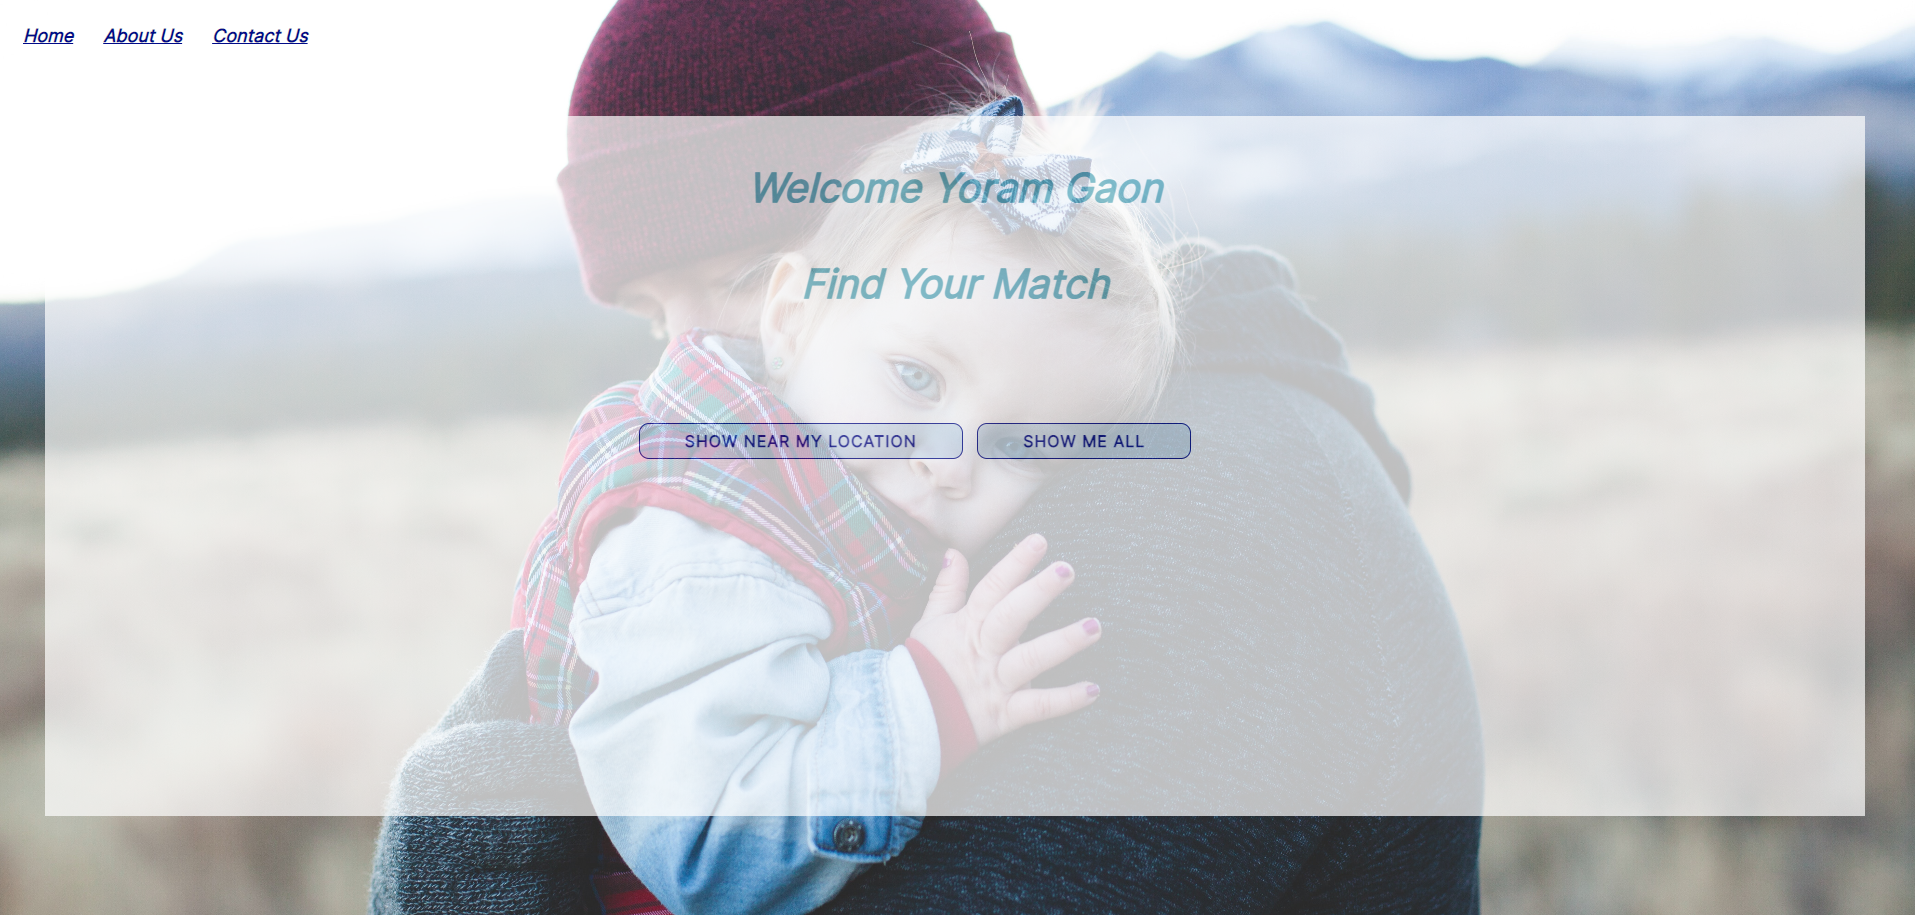 Home About Us Contact Us
Welcome Yoram Gaon
Find Your Match
SHOW NEAR MY LOCATION SHOW ME ALL